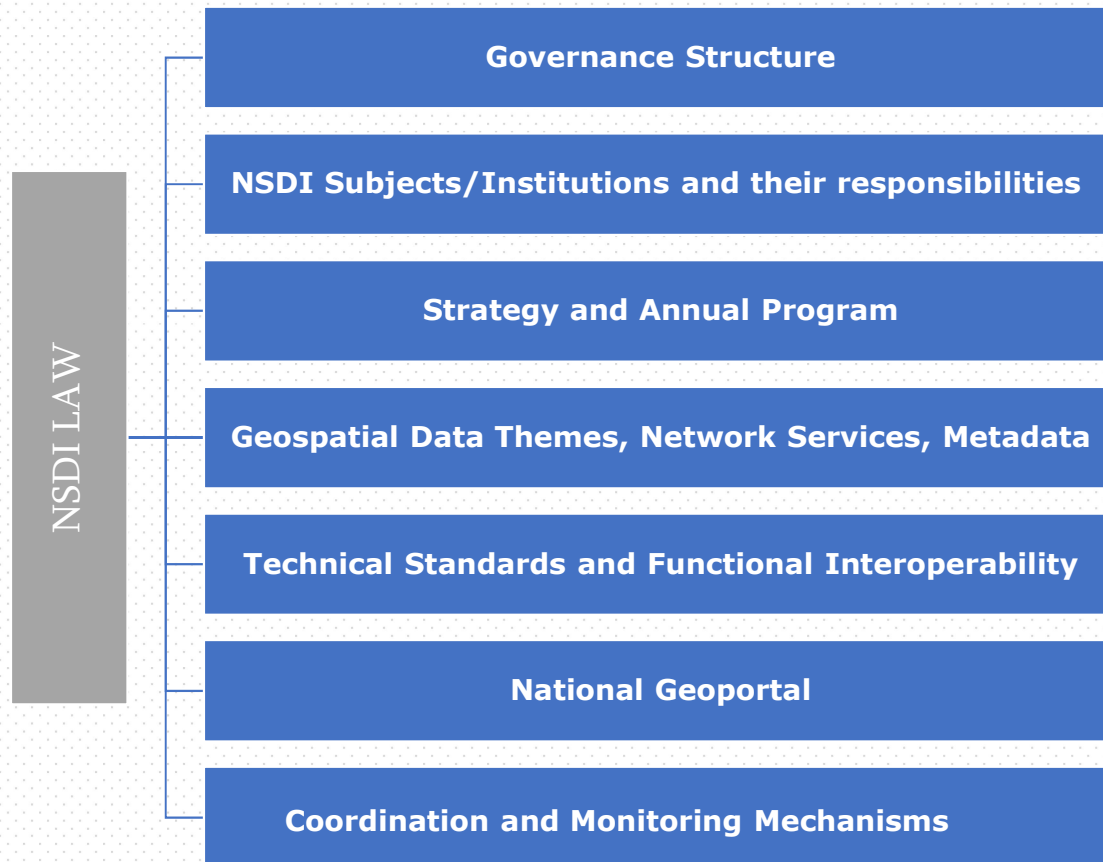 NSDI LAW
Governance Structure
NSDI Subjects/Institutions and their responsibilities
Strategy and Annual Program
Geospatial Data Themes, Network Services, Metadata
Technical Standards and Functional Interoperability
National Geoportal
Coordination and Monitoring Mechanisms